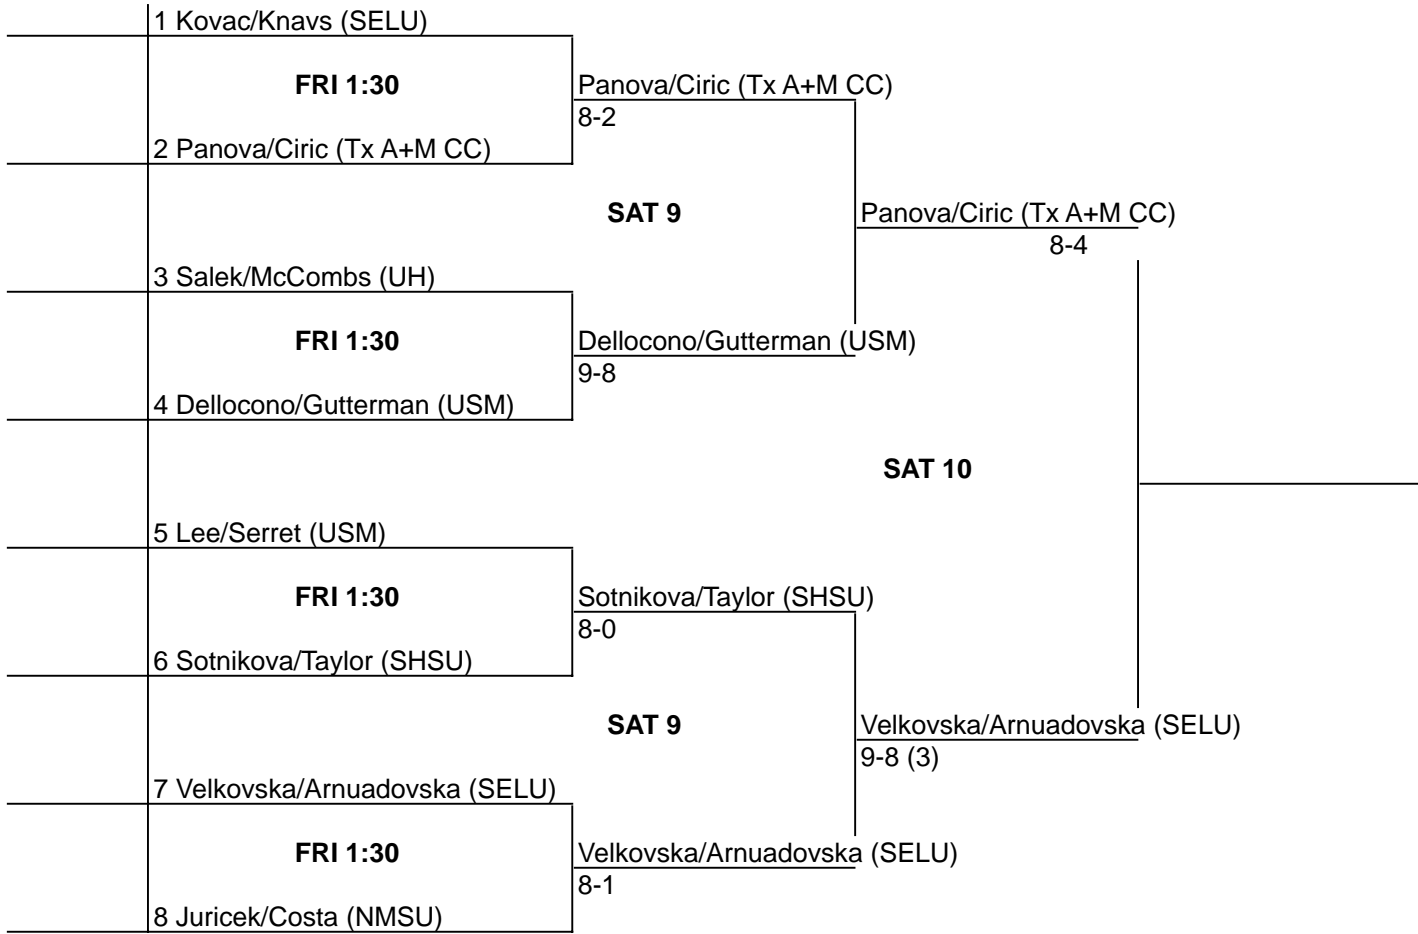 1 Kovac/Knavs (SELU)
FRI 1:30
Panova/Ciric (Tx A+M CC)
8-2
2 Panova/Ciric (Tx A+M CC)
SAT 9
Panova/Ciric (Tx A+M CC)
8-4
3 Salek/McCombs (UH)
FRI 1:30
Dellocono/Gutterman (USM)
9-8
4 Dellocono/Gutterman (USM)
SAT 10
5 Lee/Serret (USM)
FRI 1:30
Sotnikova/Taylor (SHSU)
8-0
6 Sotnikova/Taylor (SHSU)
SAT 9
Velkovska/Arnuadovska (SELU)
9-8 (3)
7 Velkovska/Arnuadovska (SELU)
FRI 1:30
Velkovska/Arnuadovska (SELU)
8-1
8 Juricek/Costa (NMSU)